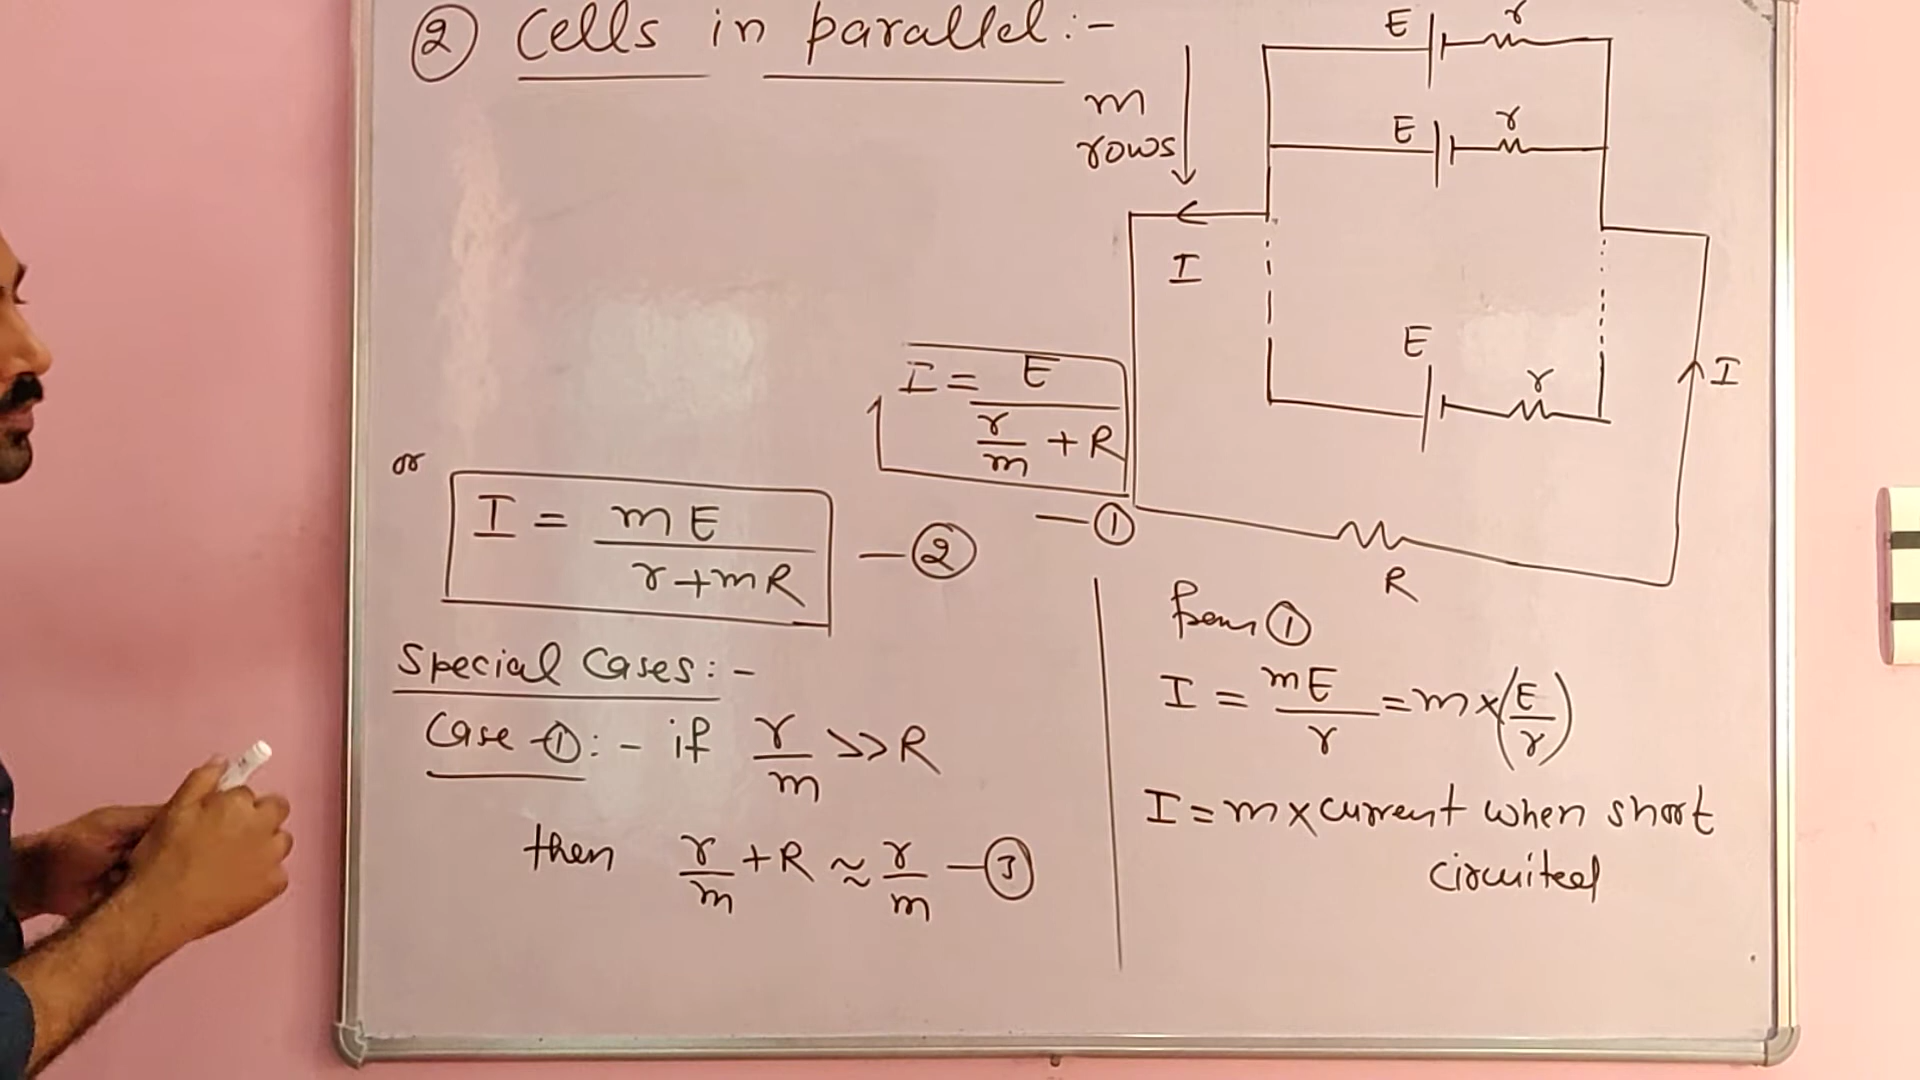 ② Cells in parallel:-
m
rows
E r
E r
I
E r
I
R
I = E/(r/m + R) —①
or
I = mE/(r+mR) —②
Special Cases:-
Case-①:- if r/m >> R
then r/m + R ≈ r/m —③
from ①
I = mE/r = m×(E/r)
I = m× current when short
circuited